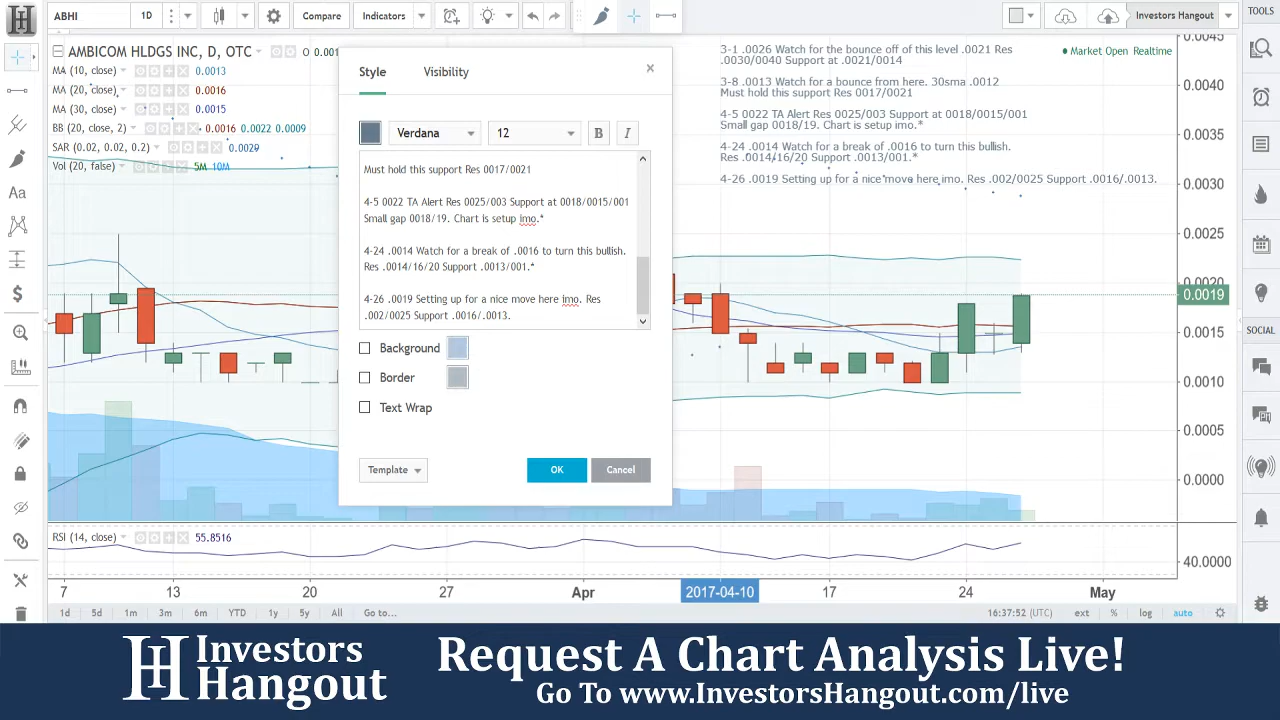 ABHI
1D
Compare
Indicators
Investors Hangout
TOOLS
AMBICOM HLDGS INC, D, OTC
O 0.001
MA (10, close) 0.0013
MA (20, close) 0.0016
MA (30, close) 0.0015
BB (20, close, 2) 0.0016 0.0022 0.0009
SAR (0.02, 0.02, 0.2) 0.0029
Vol (20, false) 5M 10M
Style
Visibility
×
Verdana
12
B
I
Must hold this support Res 0017/0021
4-5 0022 TA Alert Res 0025/003 Support at 0018/0015/001
Small gap 0018/19. Chart is setup imo.*
4-24 .0014 Watch for a break of .0016 to turn this bullish.
Res .0014/16/20 Support .0013/001.*
4-26 .0019 Setting up for a nice move here imo. Res
.002/0025 Support .0016/.0013.
Background
Border
Text Wrap
Template
OK
Cancel
3-1 .0026 Watch for the bounce off of this level .0021 Res
.0030/0040 Support at .0021/0014
3-8 .0013 Watch for a bounce from here. 30sma .0012
Must hold this support Res 0017/0021
4-5 0022 TA Alert Res 0025/003 Support at 0018/0015/001
Small gap 0018/19. Chart is setup imo.*
4-24 .0014 Watch for a break of .0016 to turn this bullish.
Res .0014/16/20 Support .0013/001.*
4-26 .0019 Setting up for a nice move here imo. Res .002/0025 Support .0016/.0013.
Market Open Realtime
0.0045
0.0040
0.0035
0.0030
0.0025
0.0020
0.0019
0.0015
0.0010
0.0005
0.0000
SOCIAL
Aa
$
RSI (14, close) 55.8516
40.0000
7
13
20
27
Apr
2017-04-10
17
24
May
1d
5d
1m
3m
6m
YTD
1y
5y
All
Go to...
16:37:52 (UTC)
ext
%
log
auto
H
Investors
Hangout
Request A Chart Analysis Live!
Go To www.InvestorsHangout.com/live